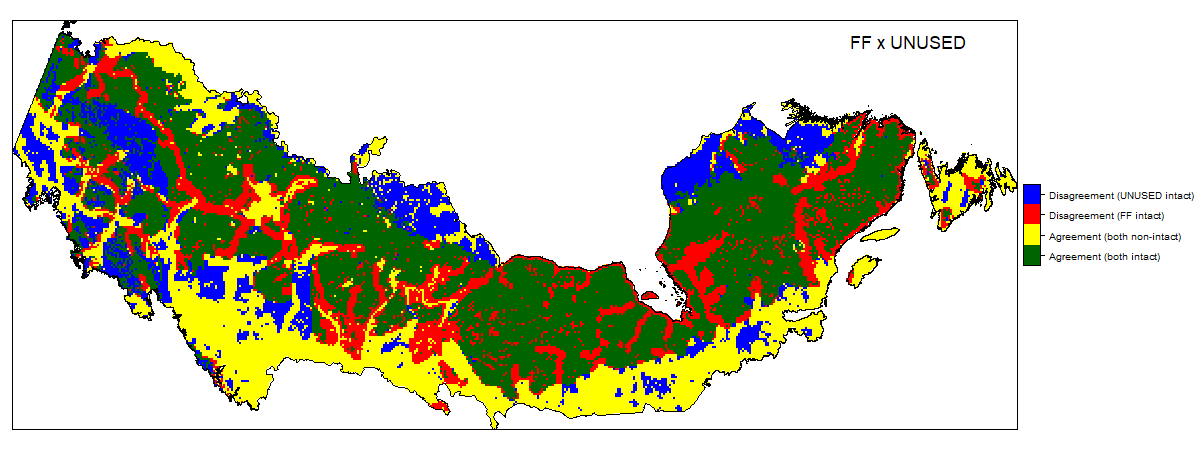 FF x UNUSED
Disagreement (UNUSED intact)
Disagreement (FF intact)
Agreement (both non-intact)
Agreement (both intact)